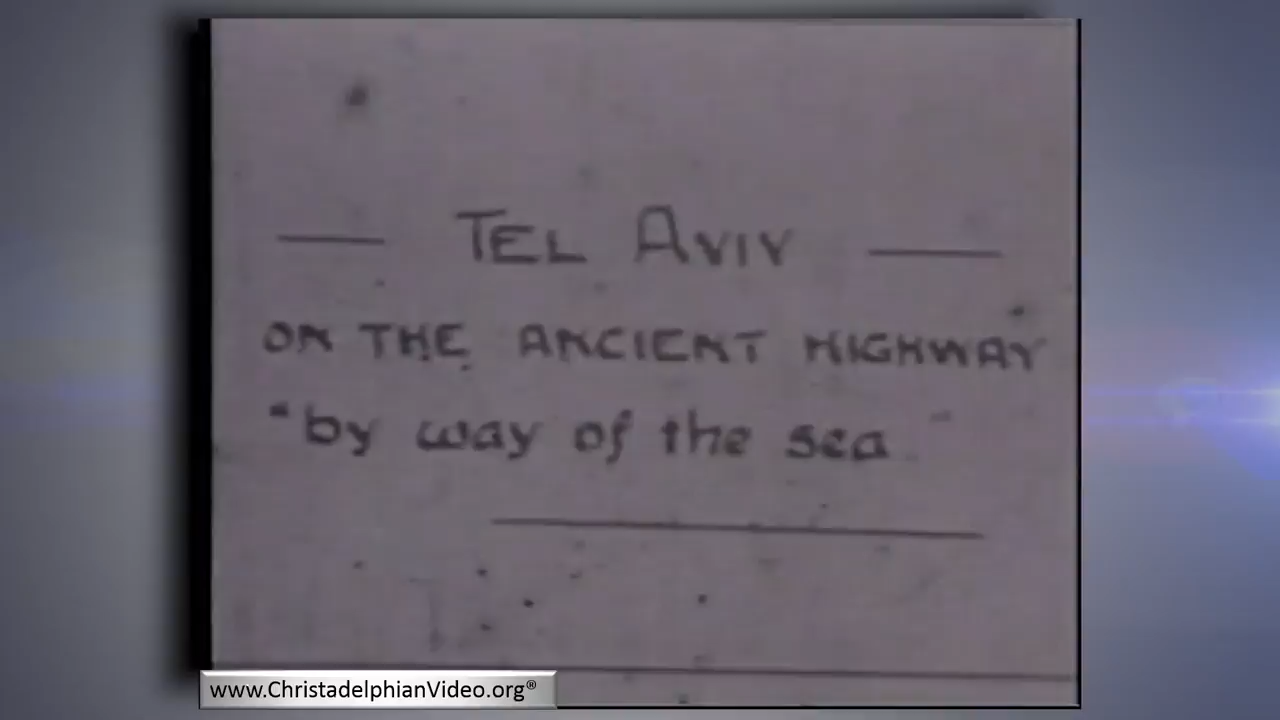 — TEL AVIV —
ON THE ANCIENT HIGHWAY
"by way of the sea"
www.ChristadelphianVideo.org®